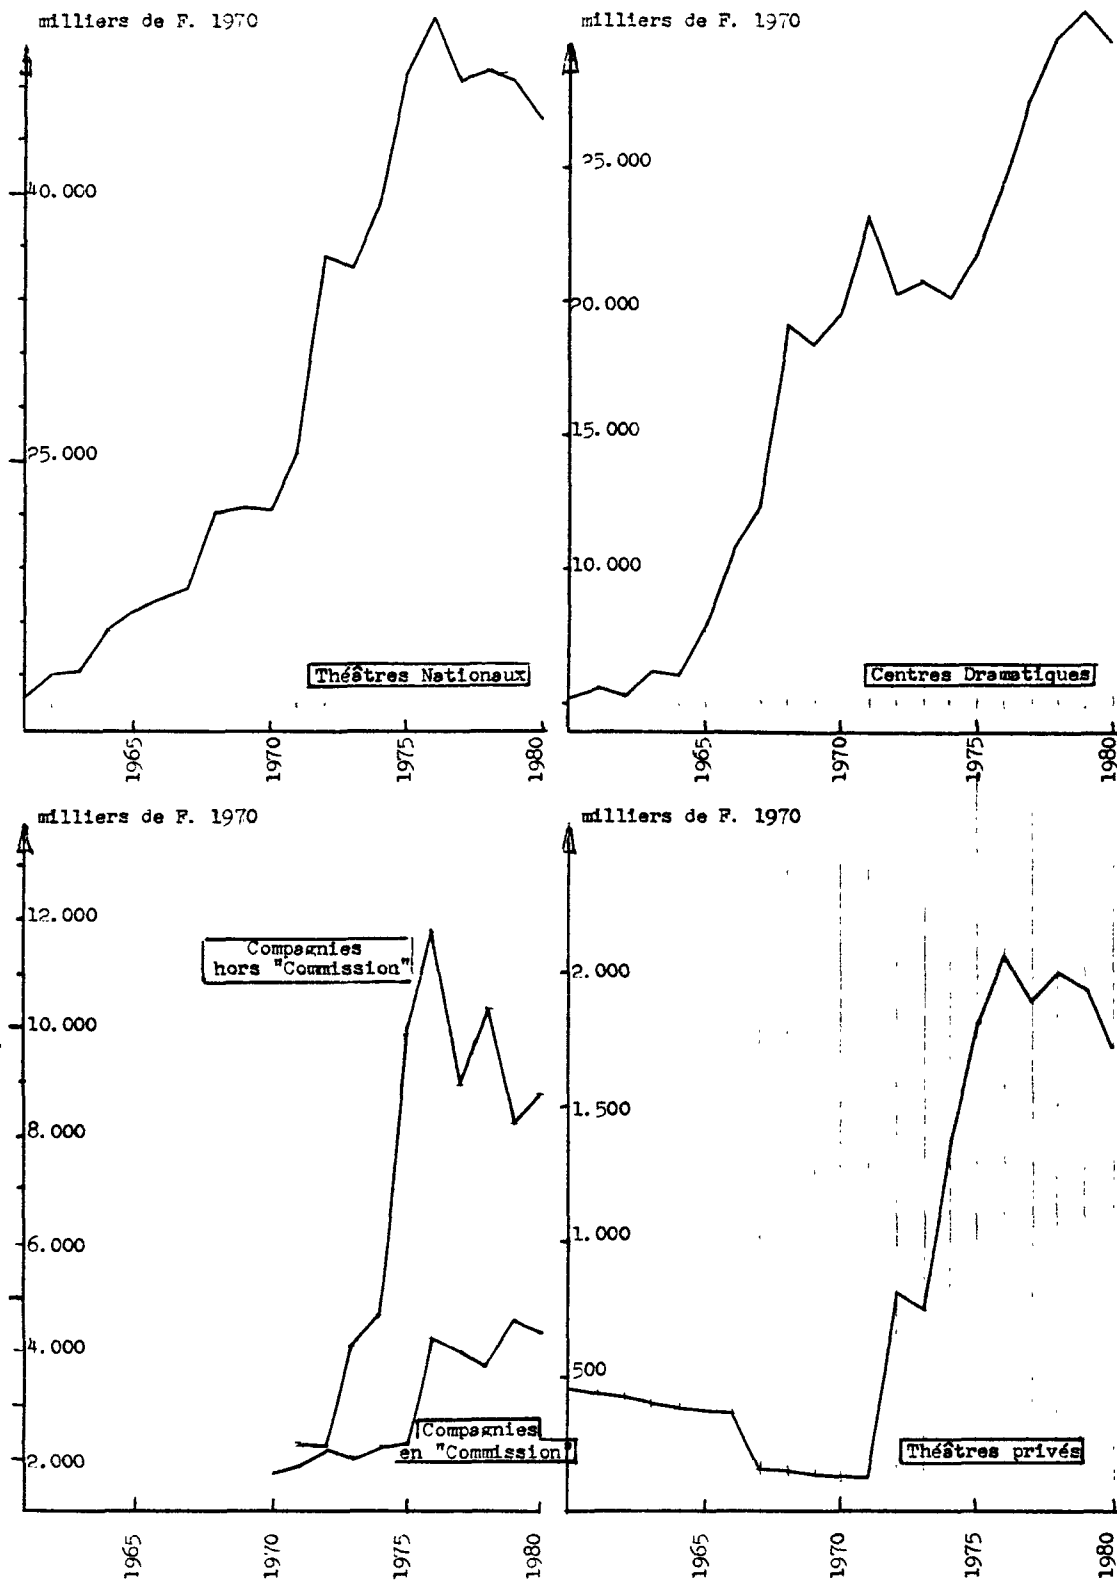 milliers de F. 1970
40.000
25.000
Théâtres Nationaux
1965
1970
1975
1980
milliers de F. 1970
25.000
20.000
15.000
10.000
Centres Dramatiques
1965
1970
1975
1980
milliers de F. 1970
12.000
10.000
8.000
6.000
4.000
2.000
Compagnies
hors "Commission"
Compagnies
en "Commission"
1965
1970
1975
1980
milliers de F. 1970
2.000
1.500
1.000
500
Théâtres privés
1965
1970
1975
1980